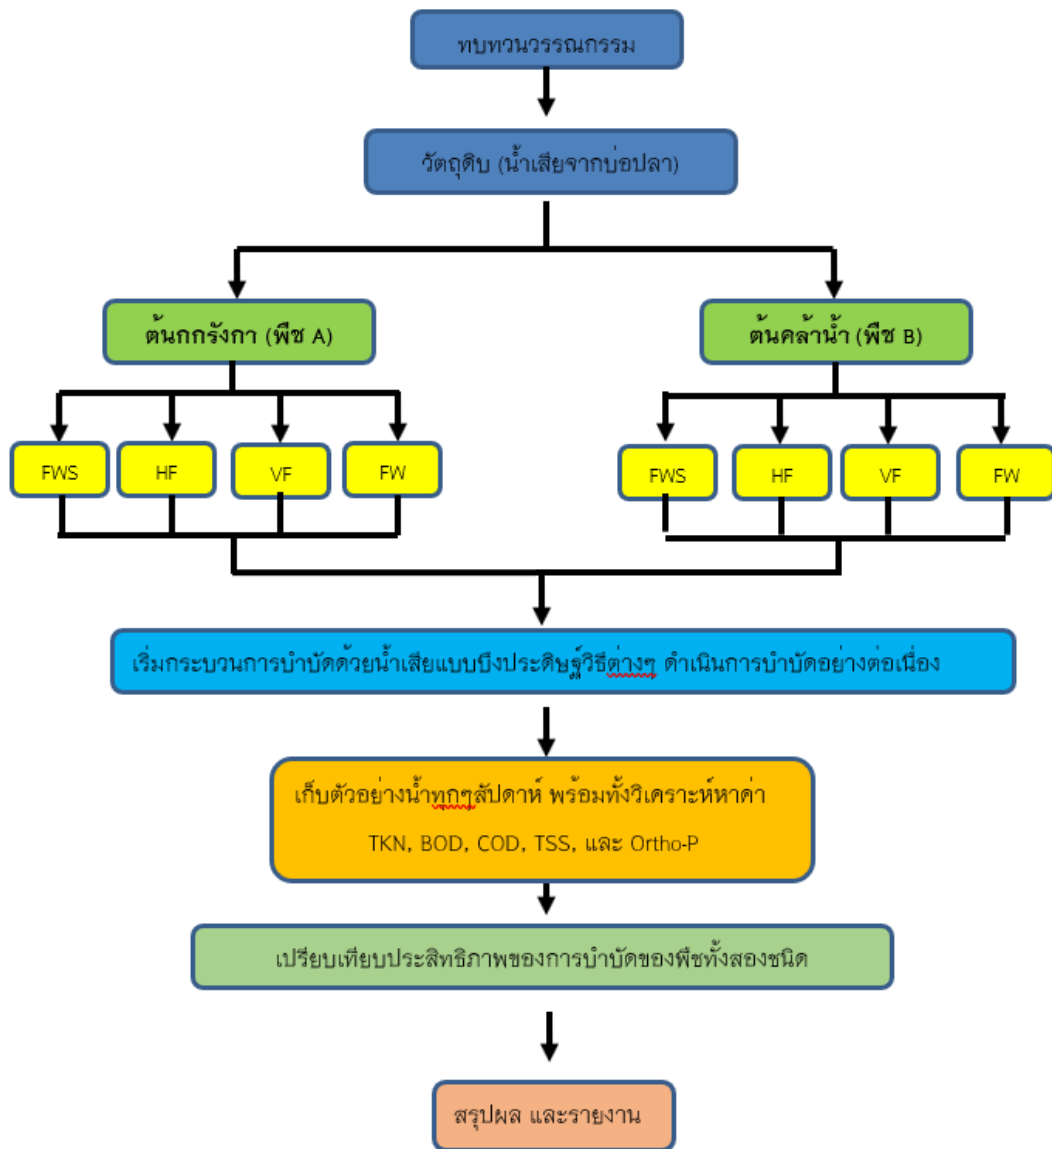 ทบทวนวรรณกรรม
วัตถุดิบ (น้ำเสียจากบ่อปลา)
ต้นกกรังกา (พืช A)
ต้นคล้าน้ำ (พืช B)
FWS
HF
VF
FW
FWS
HF
VF
FW
เริ่มกระบวนการบำบัดด้วยน้ำเสียแบบบึงประดิษฐ์วิธีต่างๆ ดำเนินการบำบัดอย่างต่อเนื่อง
เก็บตัวอย่างน้ำทุกๆสัปดาห์ พร้อมทั้งวิเคราะห์หาค่า
TKN, BOD, COD, TSS, และ Ortho-P
เปรียบเทียบประสิทธิภาพของการบำบัดของพืชทั้งสองชนิด
สรุปผล และรายงาน